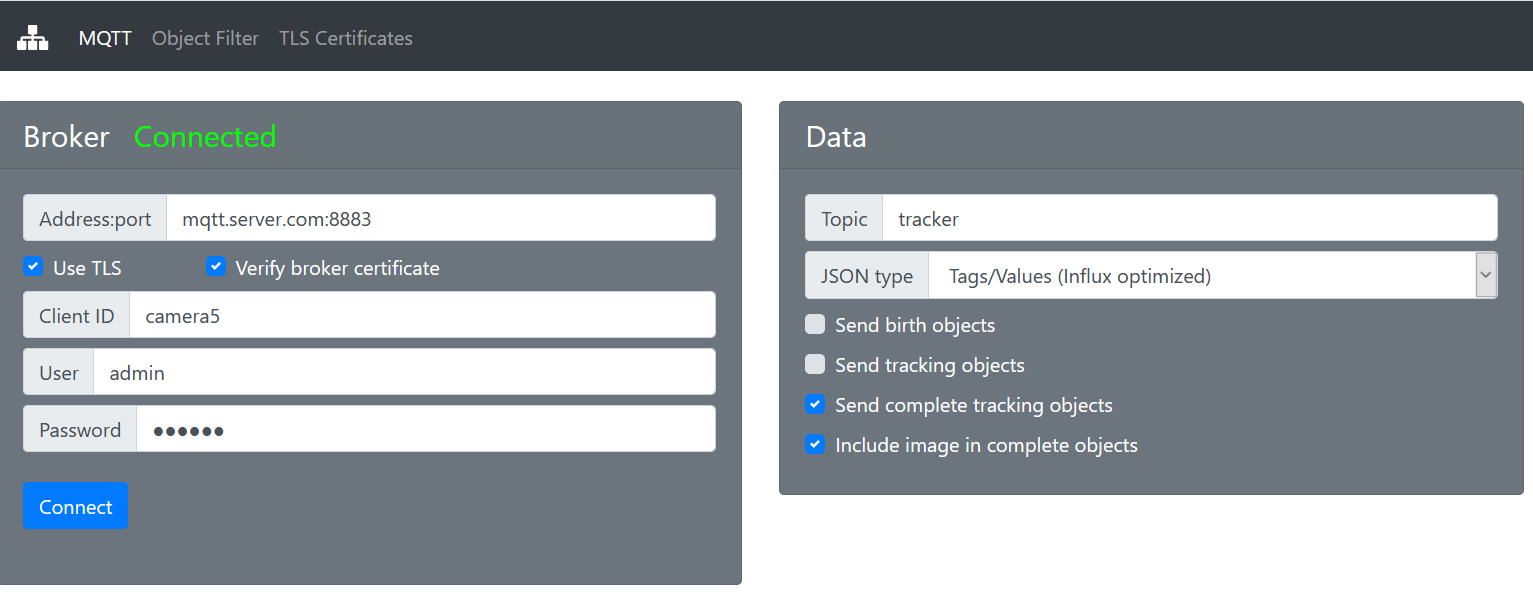 MQTT Object Filter TLS Certificates
Broker Connected
Address:port mqtt.server.com:8883
Use TLS Verify broker certificate
Client ID camera5
User admin
Password ●●●●●●
Connect
Data
Topic tracker
JSON type Tags/Values (Influx optimized)
Send birth objects
Send tracking objects
Send complete tracking objects
Include image in complete objects